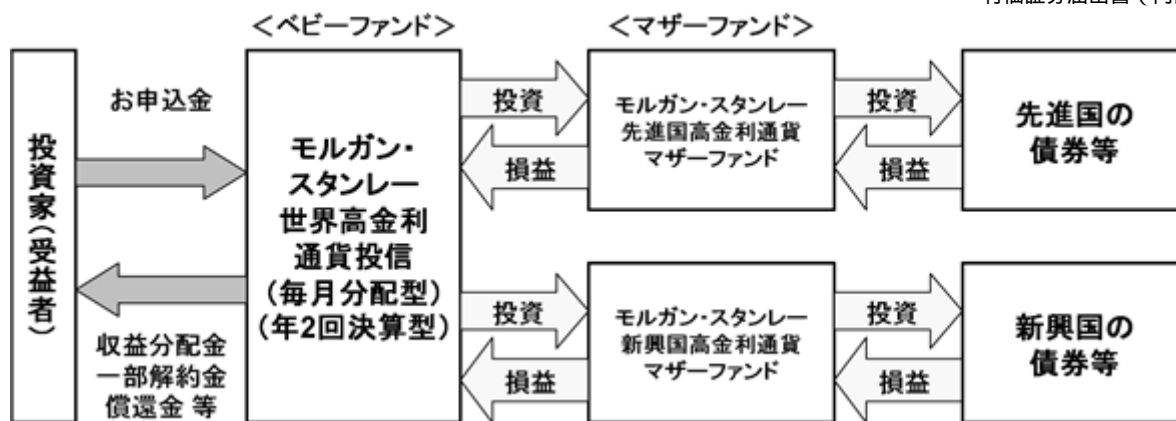 ＜ベビーファンド＞
＜マザーファンド＞
投資家(受益者)
お申込金
収益分配金
一部解約金
償還金 等
モルガン・
スタンレー
世界高金利
通貨投信
(毎月分配型)
(年2回決算型)
投資
損益
モルガン・スタンレー
先進国高金利通貨
マザーファンド
投資
損益
先進国の
債券等
投資
損益
モルガン・スタンレー
新興国高金利通貨
マザーファンド
投資
損益
新興国の
債券等